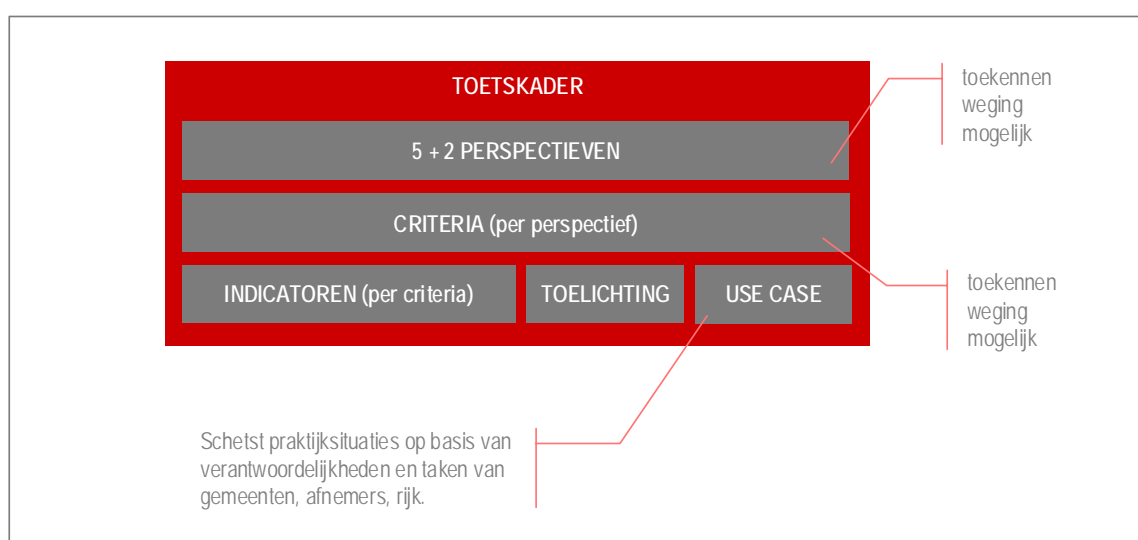 TOETSKADER
5 + 2 PERSPECTIEVEN
CRITERIA (per perspectief)
INDICATOREN (per criteria)
TOELICHTING
USE CASE
toekennen
weging
mogelijk
toekennen
weging
mogelijk
Schetst praktijksituaties op basis van
verantwoordelijkheden en taken van
gemeenten, afnemers, rijk.